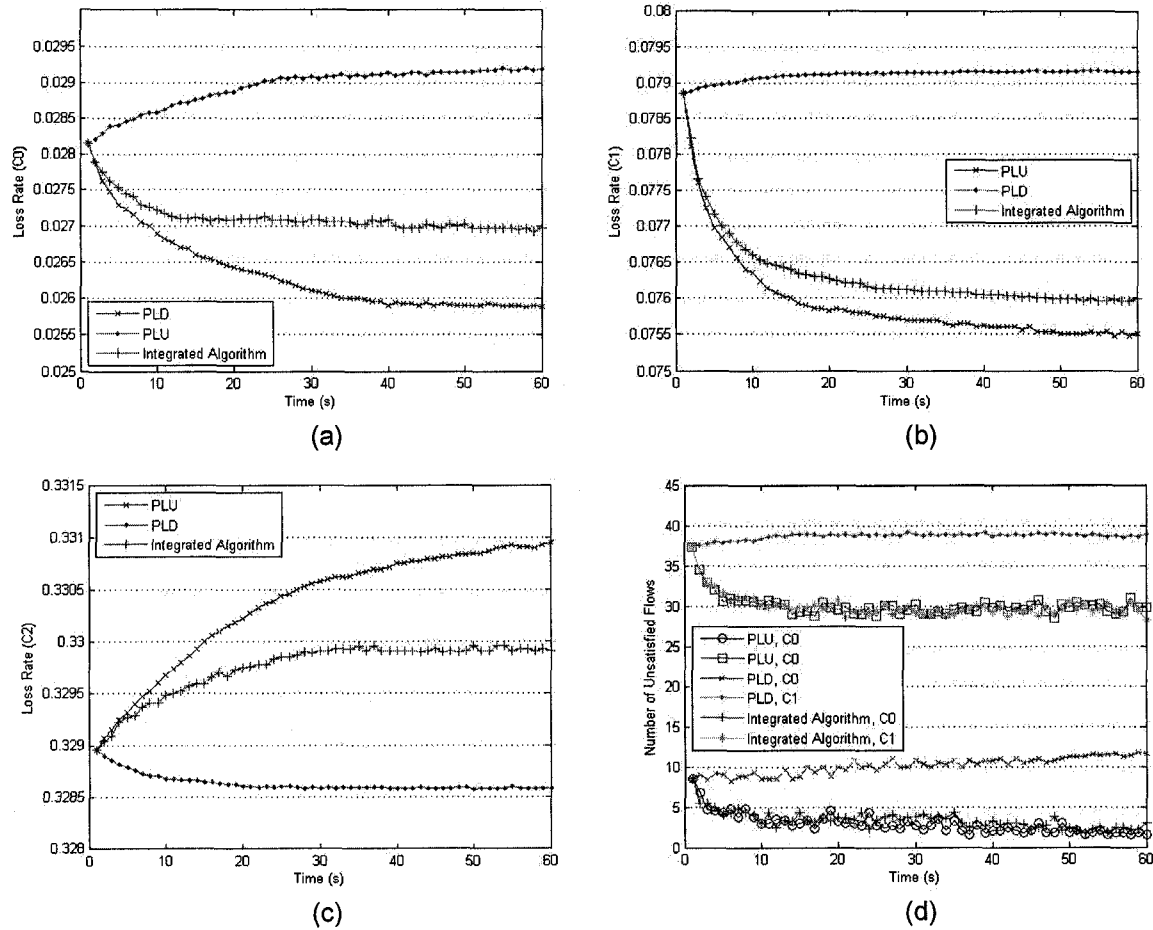 0.0295
0.029
0.0285
0.028
0.0275
0.027
0.0265
0.026
0.0255
0.025
Loss Rate (C0)
PLD
PLU
Integrated Algorithm
0 10 20 30 40 50 60
Time (s)
(a)
0.08
0.0795
0.079
0.0785
0.078
0.0775
0.077
0.0765
0.076
0.0755
0.075
Loss Rate (C1)
PLU
PLD
Integrated Algorithm
0 10 20 30 40 50 60
Time (s)
(b)
0.3315
0.331
0.3305
0.33
0.3295
0.329
0.3285
0.328
Loss Rate (C2)
PLU
PLD
Integrated Algorithm
0 10 20 30 40 50 60
Time (s)
(c)
45
40
35
30
25
20
15
10
5
0
Number of Unsatisfied Flows
PLU, C0
PLU, C0
PLD, C0
PLD, C1
Integrated Algorithm, C0
Integrated Algorithm, C1
0 10 20 30 40 50 60
Time (s)
(d)